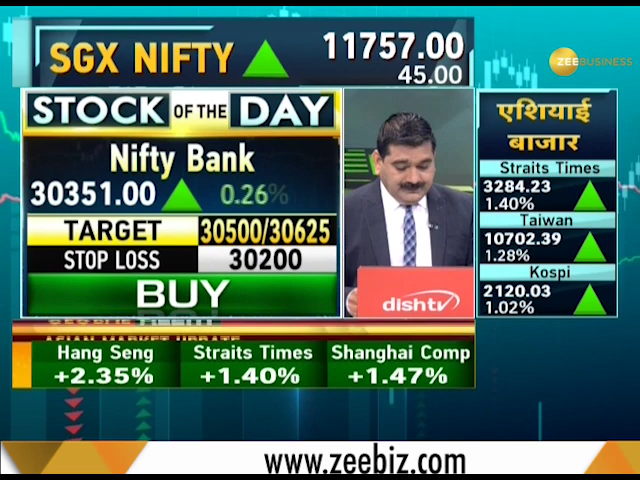 SGX NIFTY
11757.00
45.00
ZEE BUSINESS
STOCK OF THE DAY
Nifty Bank
30351.00
0.26%
TARGET
30500/30625
STOP LOSS
30200
BUY
dishtv
एशियाई
बाजार
Straits Times
3284.23
1.40%
Taiwan
10702.39
1.28%
Kospi
2120.03
1.02%
ASIAN MARKET UPDATE
Hang Seng
+2.35%
Straits Times
+1.40%
Shanghai Comp
+1.47%
www.zeebiz.com